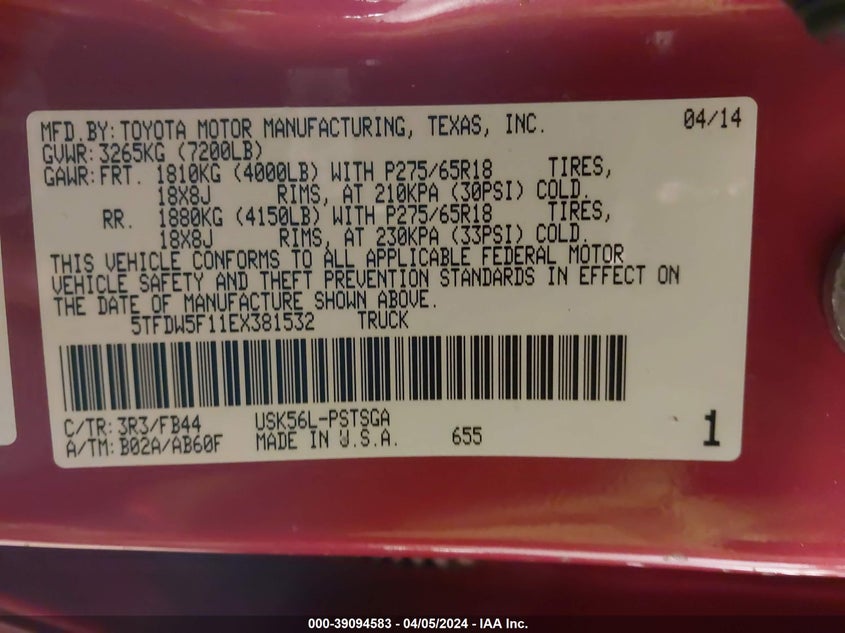 MFD.BY: TOYOTA MOTOR MANUFACTURING, TEXAS, INC. 04/14
GVWR: 3265KG (7200LB)
GAWR: FRT. 1810KG (4000LB) WITH P275/65R18 TIRES,
18X8J RIMS, AT 210KPA (30PSI) COLD.
RR. 1880KG (4150LB) WITH P275/65R18 TIRES,
18X8J RIMS, AT 230KPA (33PSI) COLD.
THIS VEHICLE CONFORMS TO ALL APPLICABLE FEDERAL MOTOR
VEHICLE SAFETY AND THEFT PREVENTION STANDARDS IN EFFECT ON
THE DATE OF MANUFACTURE SHOWN ABOVE.
5TFDW5F11EX381532 TRUCK
C/TR: 3R3/FB44 USK56L-PSTSGA
A/TM: B02A/AB60F MADE IN U.S.A. 655 1
000-39094583 - 04/05/2024 - IAA Inc.